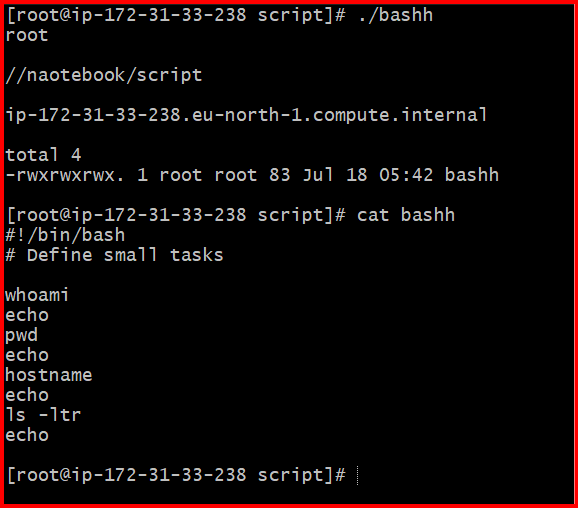 [root@ip-172-31-33-238 script]# ./bashh
root
//naotebook/script
ip-172-31-33-238.eu-north-1.compute.internal
total 4
-rwxrwxrwx. 1 root root 83 Jul 18 05:42 bashh
[root@ip-172-31-33-238 script]# cat bashh
#!/bin/bash
# Define small tasks
whoami
echo
pwd
echo
hostname
echo
ls -ltr
echo
[root@ip-172-31-33-238 script]#